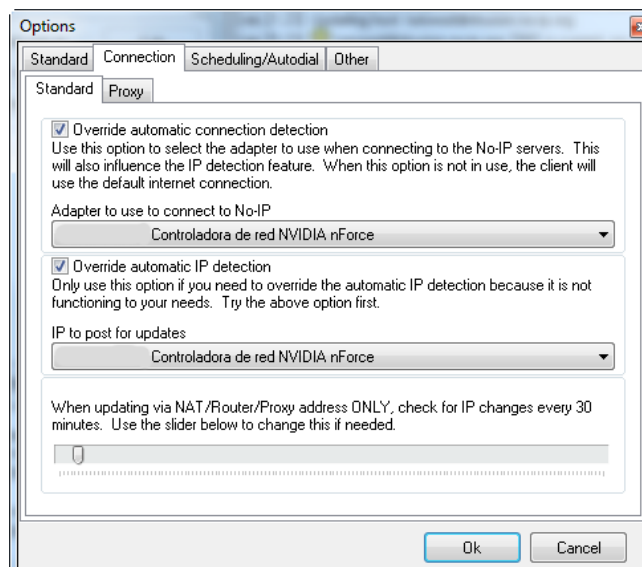 Options
Standard Connection Scheduling/Autodial Other
Standard Proxy
Override automatic connection detection
Use this option to select the adapter to use when connecting to the No-IP servers. This
will also influence the IP detection feature. When this option is not in use, the client will
use the default internet connection.
Adapter to use to connect to No-IP
Controladora de red NVIDIA nForce
Override automatic IP detection
Only use this option if you need to override the automatic IP detection because it is not
functioning to your needs. Try the above option first.
IP to post for updates
Controladora de red NVIDIA nForce
When updating via NAT/Router/Proxy address ONLY, check for IP changes every 30
minutes. Use the slider below to change this if needed.
Ok Cancel